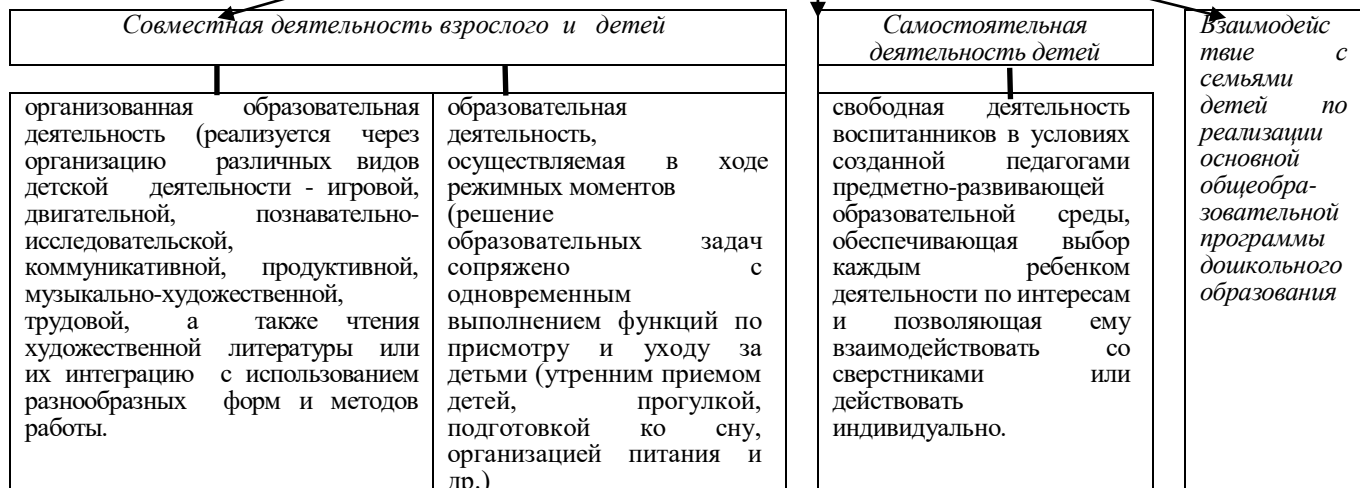 Совместная деятельность взрослого и детей
организованная образовательная
деятельность (реализуется через
организацию различных видов
детской деятельности - игровой,
двигательной, познавательно-
исследовательской,
коммуникативной, продуктивной,
музыкально-художественной,
трудовой, а также чтения
художественной литературы или
их интеграцию с использованием
разнообразных форм и методов
работы.
образовательная
деятельность,
осуществляемая в ходе
режимных моментов
(решение
образовательных задач
сопряжено с
одновременным
выполнением функций по
присмотру и уходу за
детьми (утренним приемом
детей, прогулкой,
подготовкой ко сну,
организацией питания и
др.)
Самостоятельная
деятельность детей
свободная деятельность
воспитанников в условиях
созданной педагогами
предметно-развивающей
образовательной среды,
обеспечивающая выбор
каждым ребенком
деятельности по интересам
и позволяющая ему
взаимодействовать со
сверстниками или
действовать
индивидуально.
Взаимодейс
твие с
семьями
детей по
реализации
основной
общеобра-
зовательной
программы
дошкольного
образования